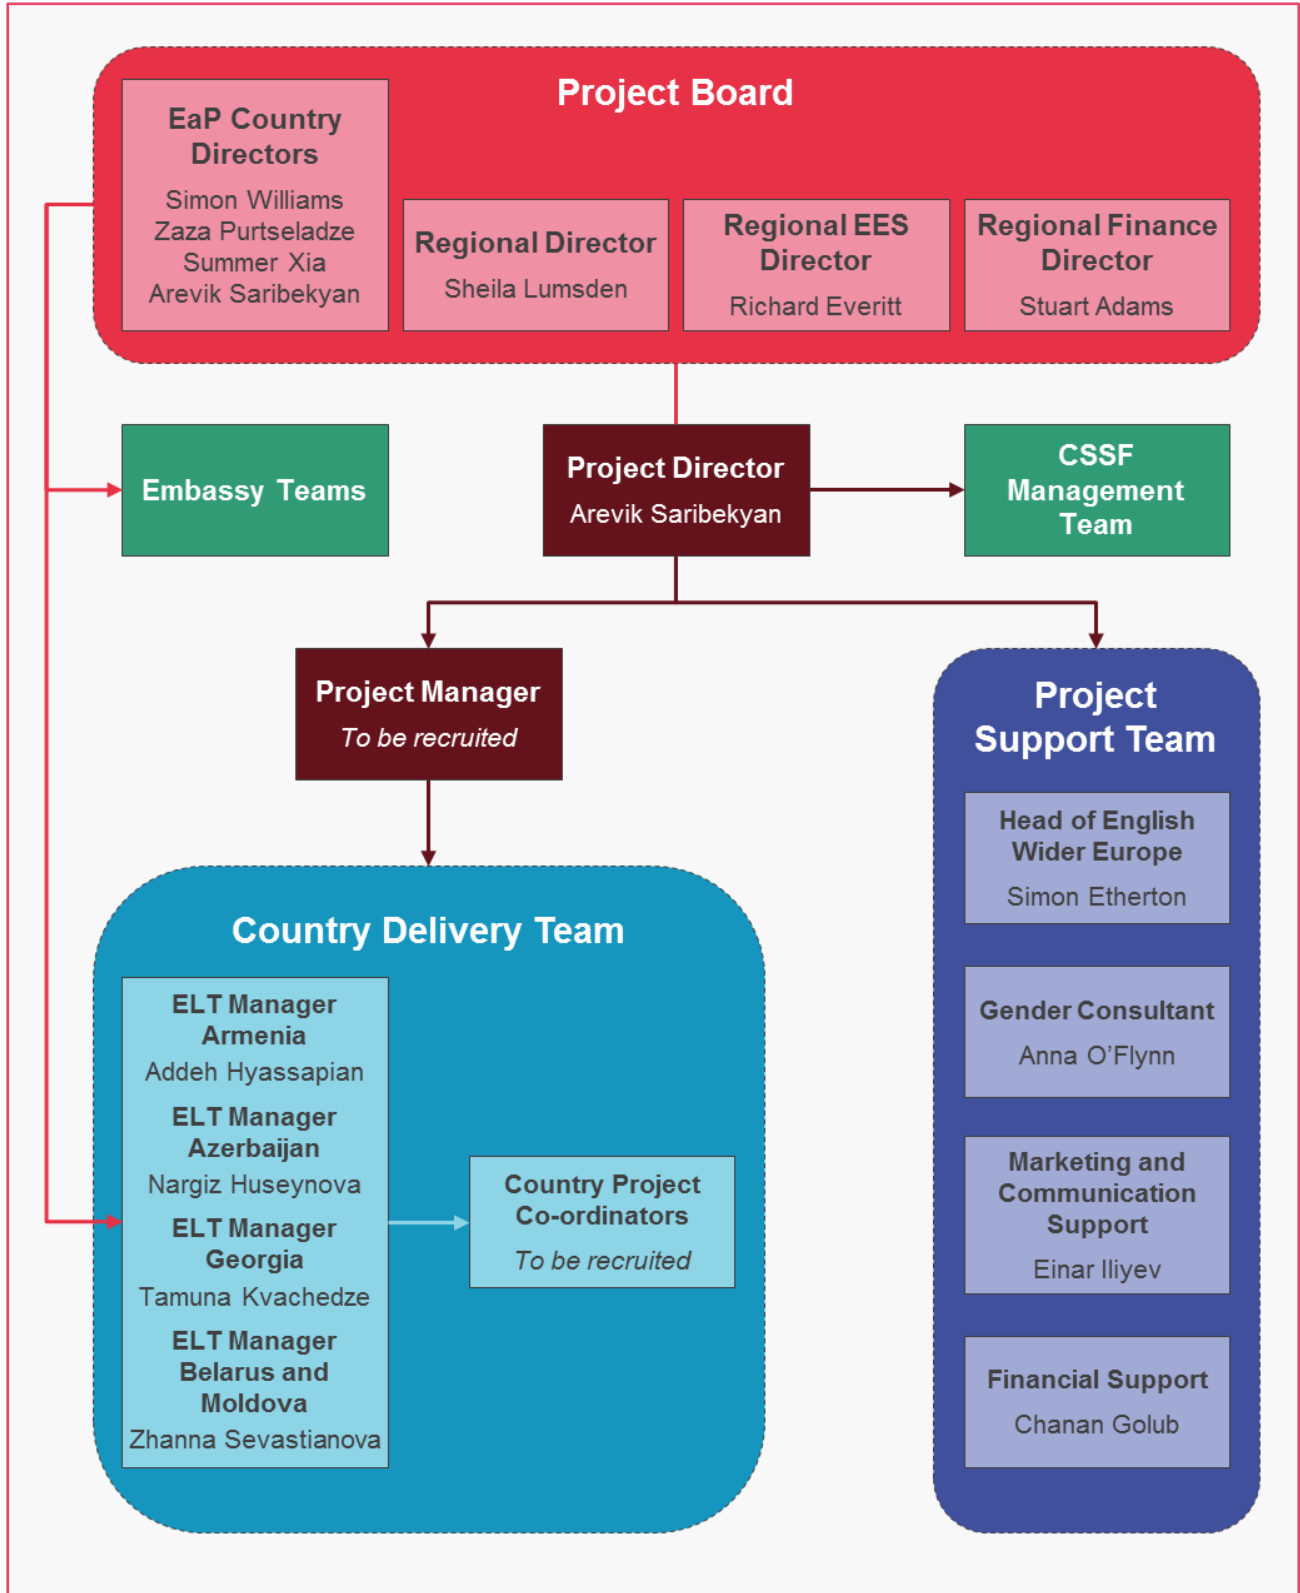 Project Board
EaP Country
Directors
Simon Williams
Zaza Purtseladze
Summer Xia
Arevik Saribekyan
Regional Director
Sheila Lumsden
Regional EES
Director
Richard Everitt
Regional Finance
Director
Stuart Adams
Embassy Teams
Project Director
Arevik Saribekyan
CSSF
Management
Team
Project Manager
To be recruited
Country Delivery Team
ELT Manager
Armenia
Addeh Hyassapian
ELT Manager
Azerbaijan
Nargiz Huseynova
ELT Manager
Georgia
Tamuna Kvachedze
ELT Manager
Belarus and
Moldova
Zhanna Sevastianova
Country Project
Co-ordinators
To be recruited
Project
Support Team
Head of English
Wider Europe
Simon Etherton
Gender Consultant
Anna O’Flynn
Marketing and
Communication
Support
Einar Iliyev
Financial Support
Chanan Golub